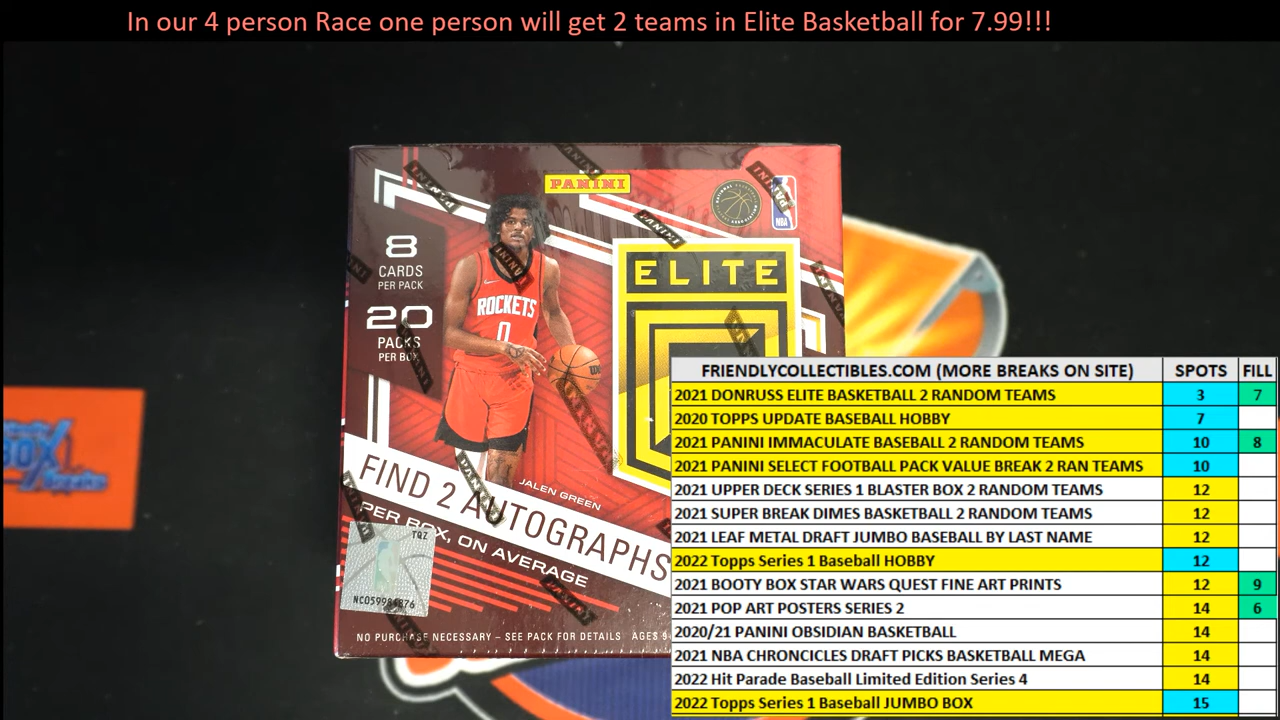 In our 4 person Race one person will get 2 teams in Elite Basketball for 7.99!!!
PANINI
NBA
8
CARDS
PER PACK
20
PACKS
PER BOX
ROCKETS
0
ELITE
JALEN GREEN
FIND 2 AUTOGRAPHS
PER BOX, ON AVERAGE
TQZ
NO PURCHASE NECESSARY – SEE PACK FOR DETAILS AGES
BOX
Breaks
FRIENDLYCOLLECTIBLES.COM (MORE BREAKS ON SITE) SPOTS FILL
2021 DONRUSS ELITE BASKETBALL 2 RANDOM TEAMS 3 7
2020 TOPPS UPDATE BASEBALL HOBBY 7
2021 PANINI IMMACULATE BASEBALL 2 RANDOM TEAMS 10 8
2021 PANINI SELECT FOOTBALL PACK VALUE BREAK 2 RAN TEAMS 10
2021 UPPER DECK SERIES 1 BLASTER BOX 2 RANDOM TEAMS 12
2021 SUPER BREAK DIMES BASKETBALL 2 RANDOM TEAMS 12
2021 LEAF METAL DRAFT JUMBO BASEBALL BY LAST NAME 12
2022 Topps Series 1 Baseball HOBBY 12
2021 BOOTY BOX STAR WARS QUEST FINE ART PRINTS 12 9
2021 POP ART POSTERS SERIES 2 14 6
2020/21 PANINI OBSIDIAN BASKETBALL 14
2021 NBA CHRONCICLES DRAFT PICKS BASKETBALL MEGA 14
2022 Hit Parade Baseball Limited Edition Series 4 14
2022 Topps Series 1 Baseball JUMBO BOX 15